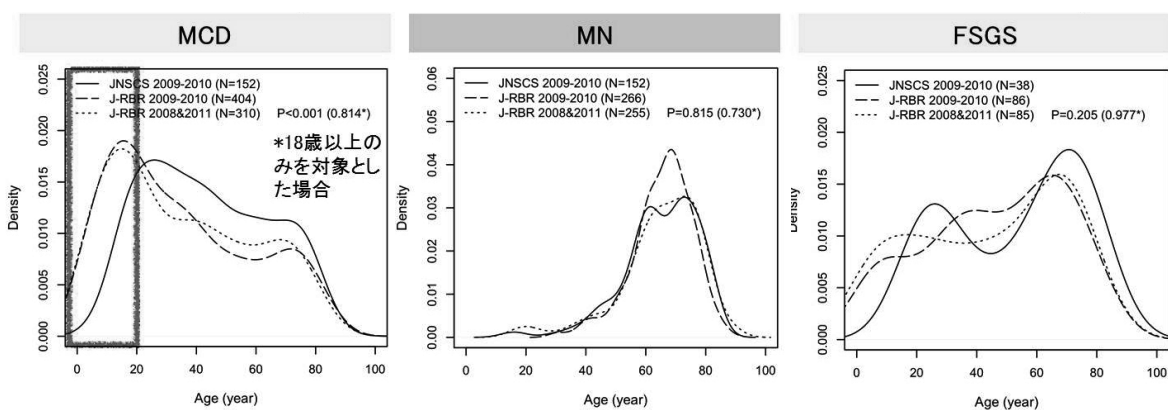 MCD
JNSCS 2009-2010 (N=152)
J-RBR 2009-2010 (N=404)
J-RBR 2008&2011 (N=310) P<0.001 (0.814*)
*18歳以上の
みを対象とし
た場合
Density
0.025
0.020
0.015
0.010
0.005
0.000
0 20 40 60 80 100
Age (year)
MN
JNSCS 2009-2010 (N=152)
J-RBR 2009-2010 (N=266)
J-RBR 2008&2011 (N=255) P=0.815 (0.730*)
Density
0.06
0.05
0.04
0.03
0.02
0.01
0.00
0 20 40 60 80 100
Age (year)
FSGS
JNSCS 2009-2010 (N=38)
J-RBR 2009-2010 (N=86)
J-RBR 2008&2011 (N=85) P=0.205 (0.977*)
Density
0.025
0.020
0.015
0.010
0.005
0.000
0 20 40 60 80 100
Age (year)